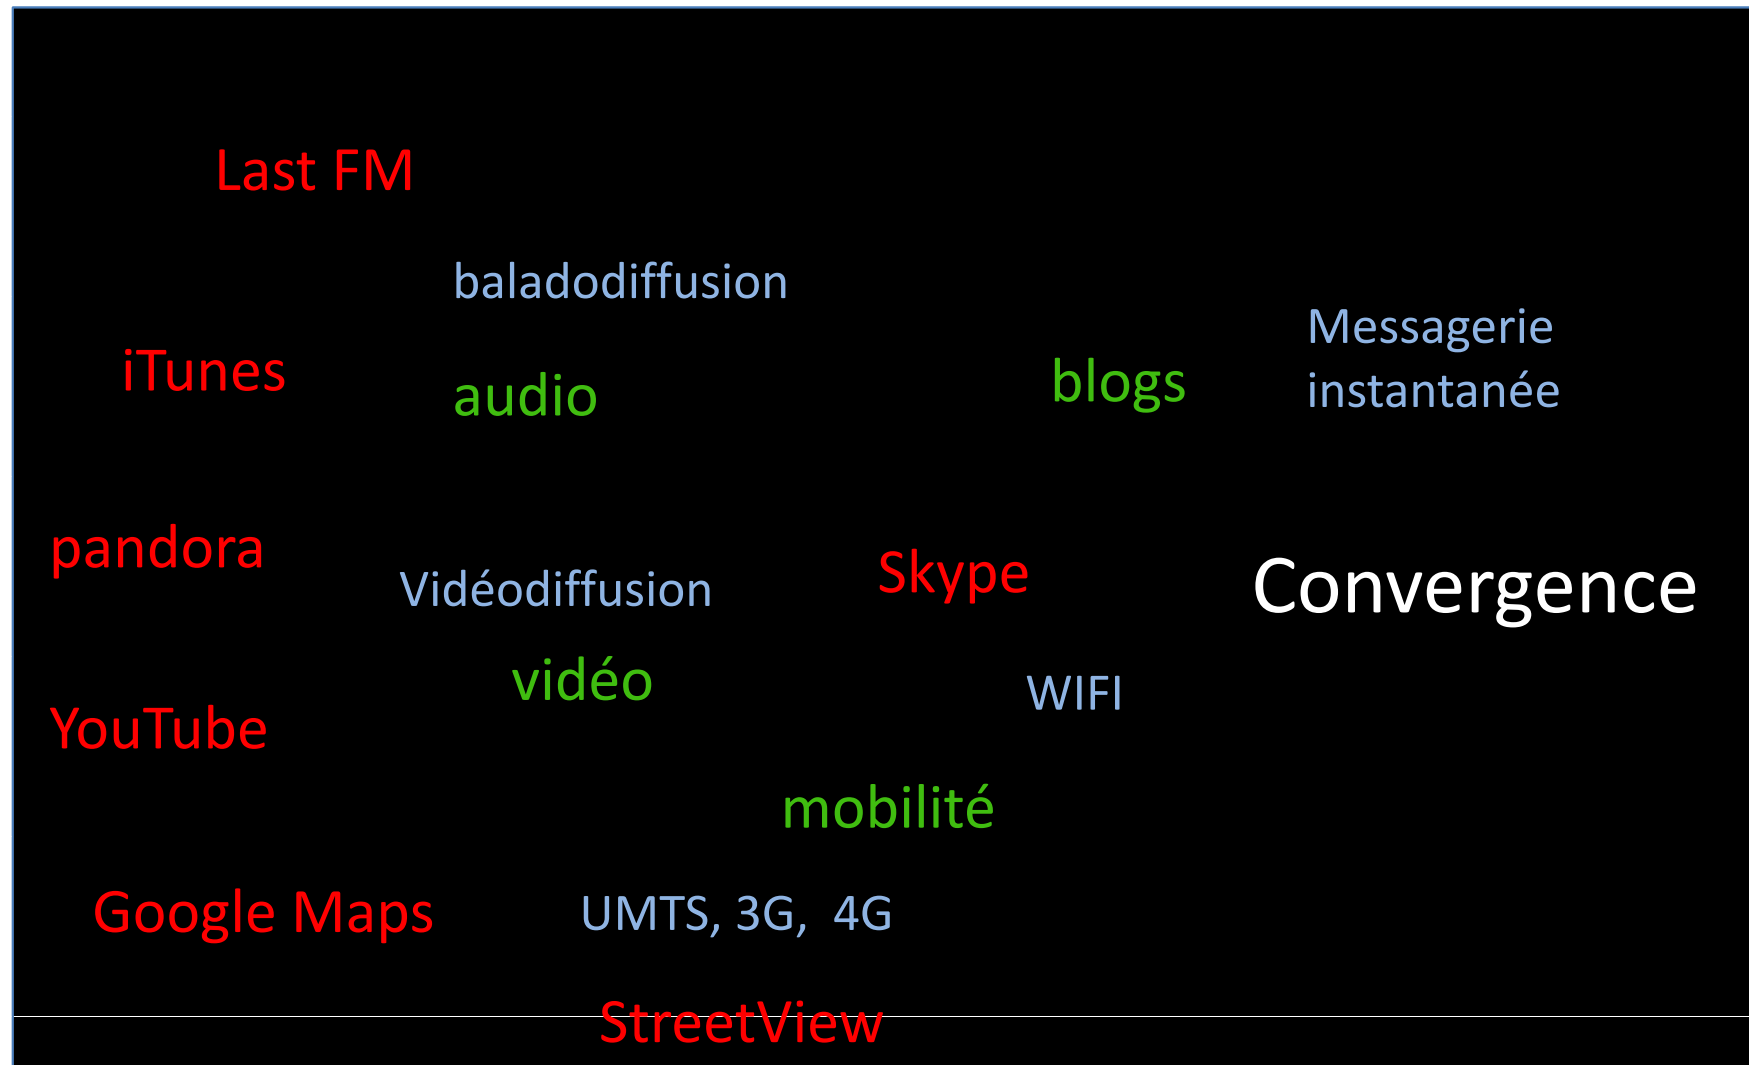 Last FM
baladodiffusion
Messagerie
instantanée
iTunes
audio
blogs
pandora
Vidéodiffusion
Skype
Convergence
vidéo
WIFI
YouTube
mobilité
Google Maps
UMTS, 3G,  4G
StreetView